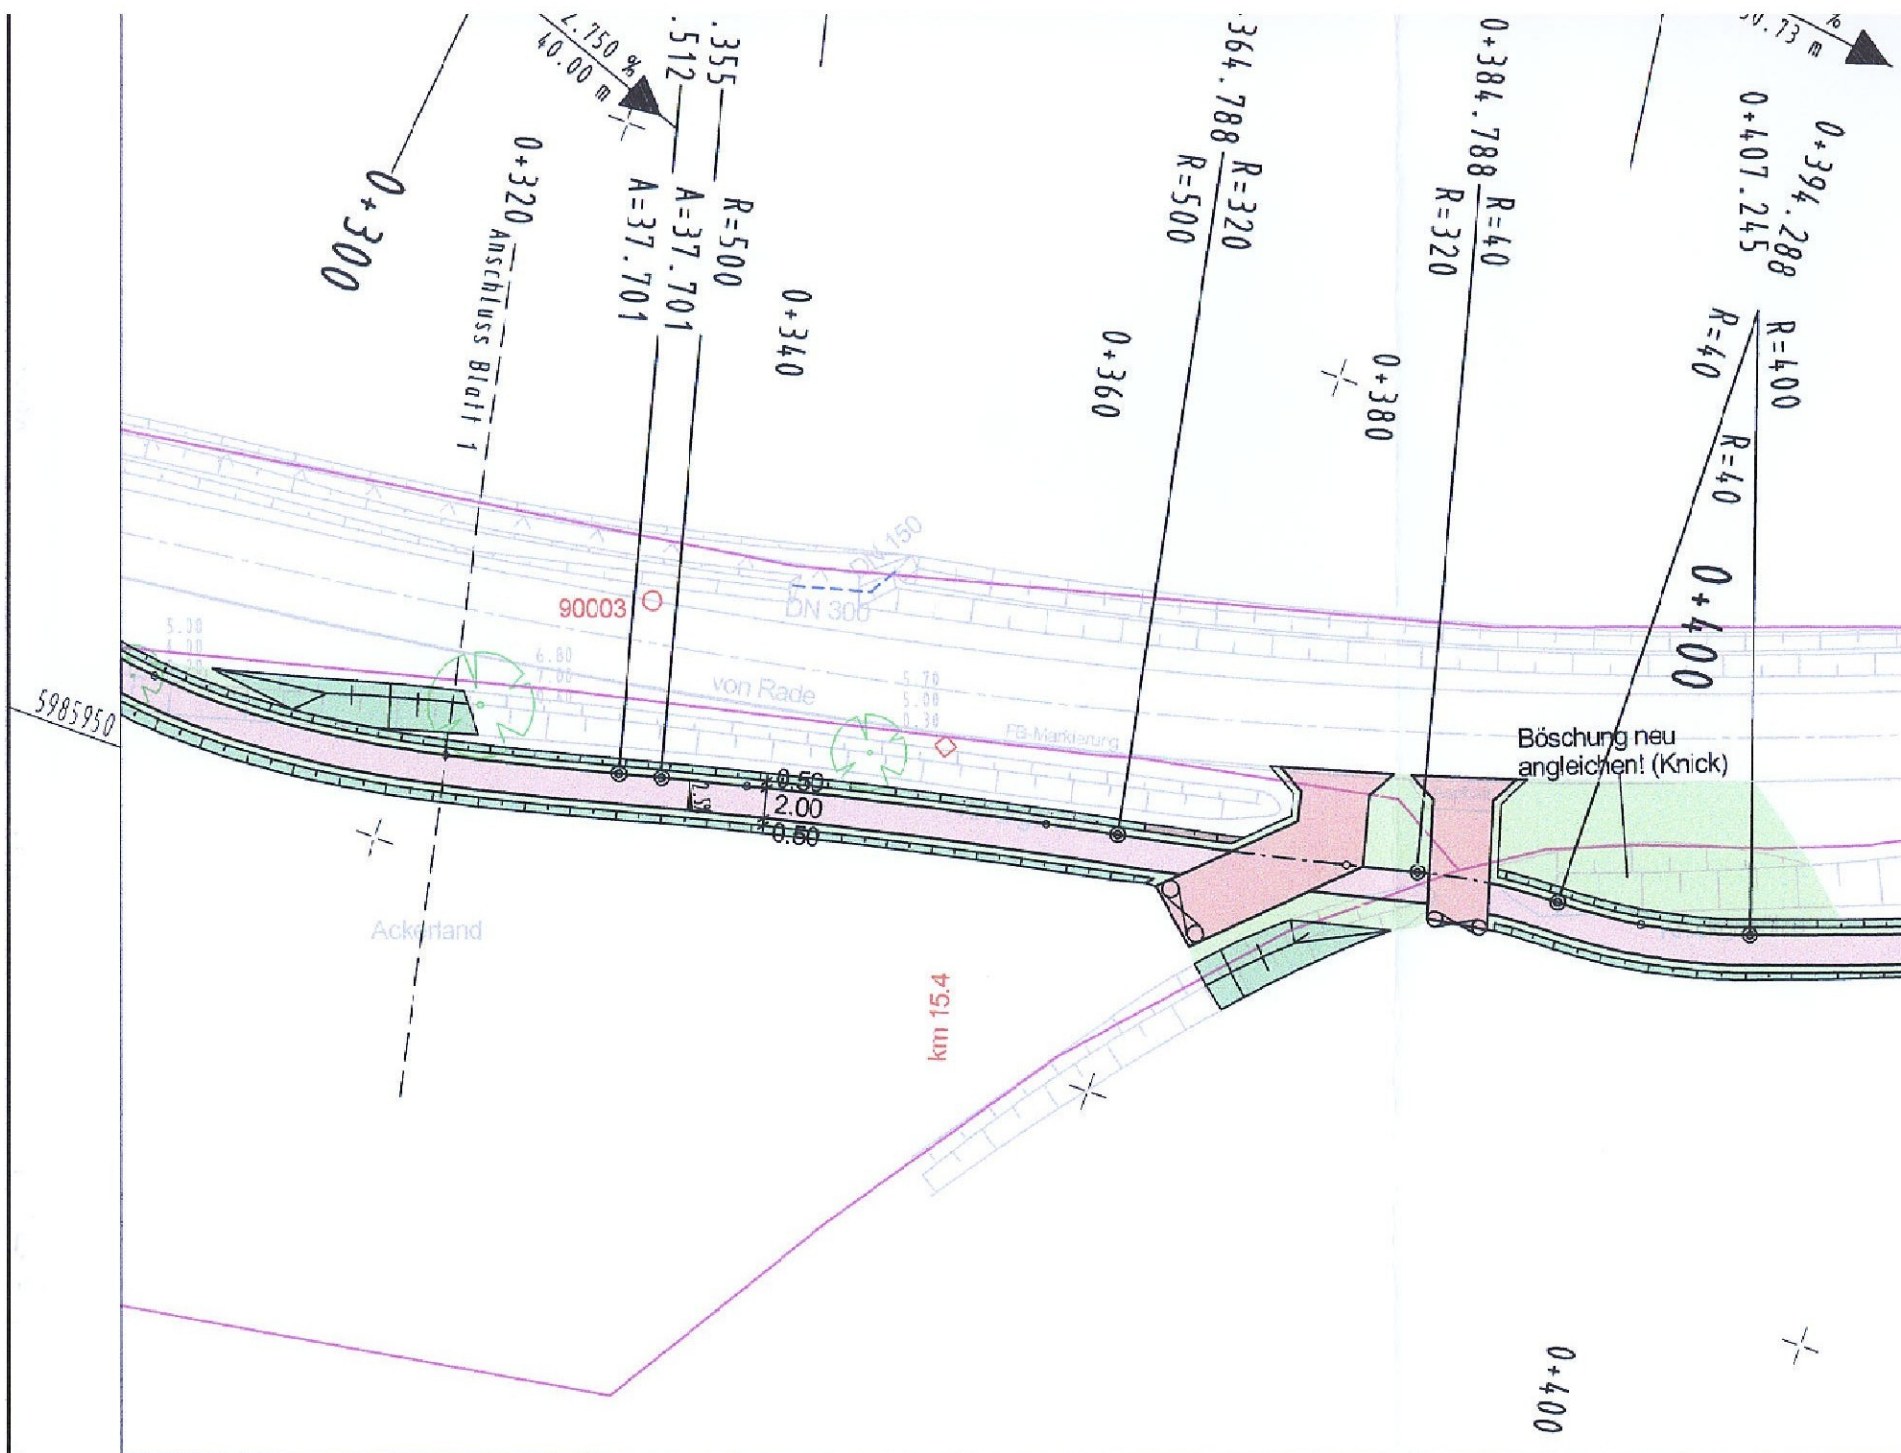 40.00 m
.512
.355
A=37.701
A=37.701
R=500
0+300
0+320
Anschluss Blatt 1
0+340
0+360
364.788
R=320
R=500
0+380
0+384.788
R=40
R=320
0+394.288
0+407.245
R=400
R=40
R=40
0+400
90003
DN 150
DN 300
von Rade
5.00
6.80
7.00
5.70
5.00
0.30
FB-Markierung
Böschung neu
angleichen! (Knick)
5985950
0.50
2.00
0.50
Ackerland
km 15.4
0+400